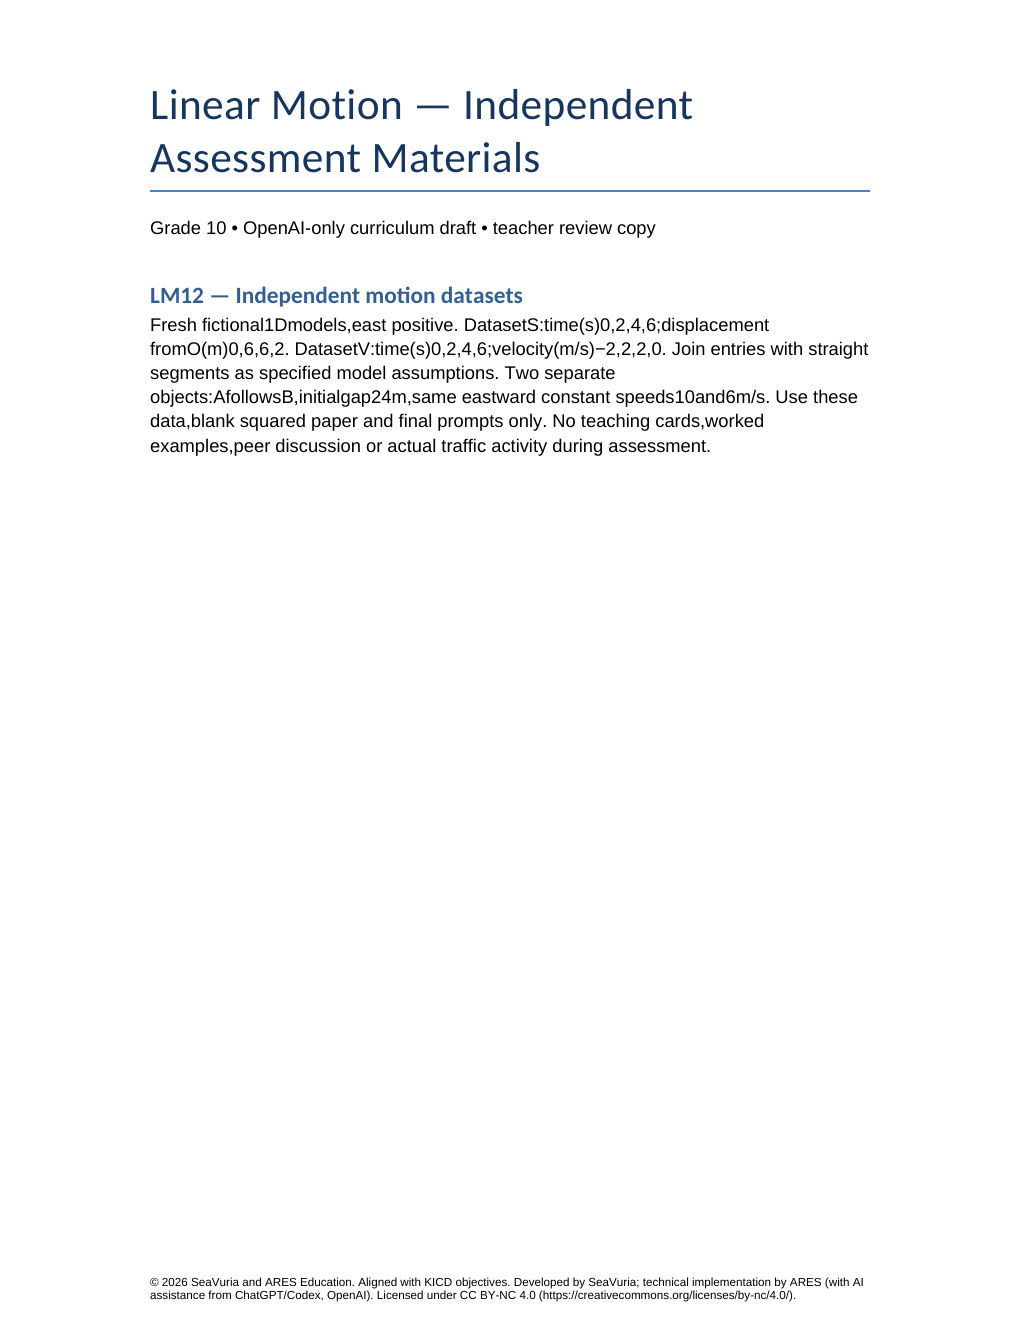 Linear Motion — Independent
Assessment Materials
Grade 10 • OpenAI-only curriculum draft • teacher review copy
LM12 — Independent motion datasets
Fresh fictional1Dmodels,east positive. DatasetS:time(s)0,2,4,6;displacement
fromO(m)0,6,6,2. DatasetV:time(s)0,2,4,6;velocity(m/s)−2,2,2,0. Join entries with straight
segments as specified model assumptions. Two separate
objects:AfollowsB,initialgap24m,same eastward constant speeds10and6m/s. Use these
data,blank squared paper and final prompts only. No teaching cards,worked
examples,peer discussion or actual traffic activity during assessment.
© 2026 SeaVuria and ARES Education. Aligned with KICD objectives. Developed by SeaVuria; technical implementation by ARES (with AI
assistance from ChatGPT/Codex, OpenAI). Licensed under CC BY-NC 4.0 (https://creativecommons.org/licenses/by-nc/4.0/).